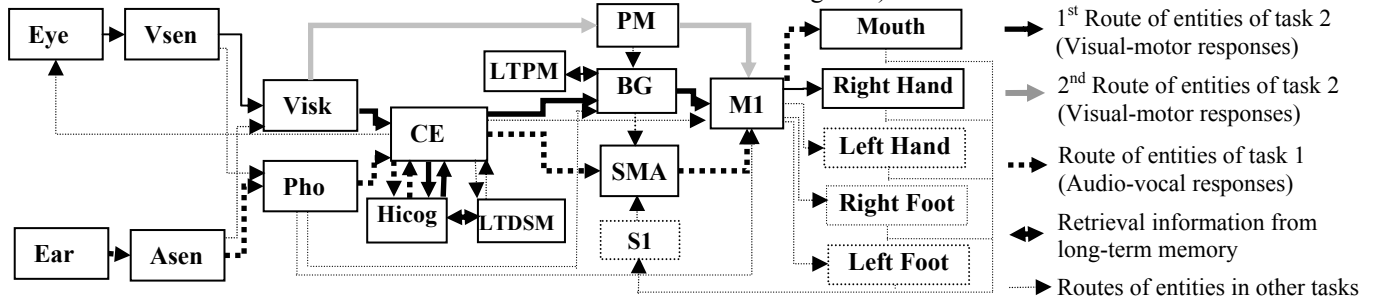 PM
Mouth
1st Route of entities of task 2
(Visual-motor responses)
Eye
Vsen
LTPM
BG
Right Hand
2nd Route of entities of task 2
(Visual-motor responses)
Visk
CE
M1
Left Hand
Route of entities of task 1
(Audio-vocal responses)
Pho
SMA
Right Foot
Hicog
LTDSM
Retrieval information from
long-term memory
Ear
Asen
S1
Left Foot
Routes of entities in other tasks